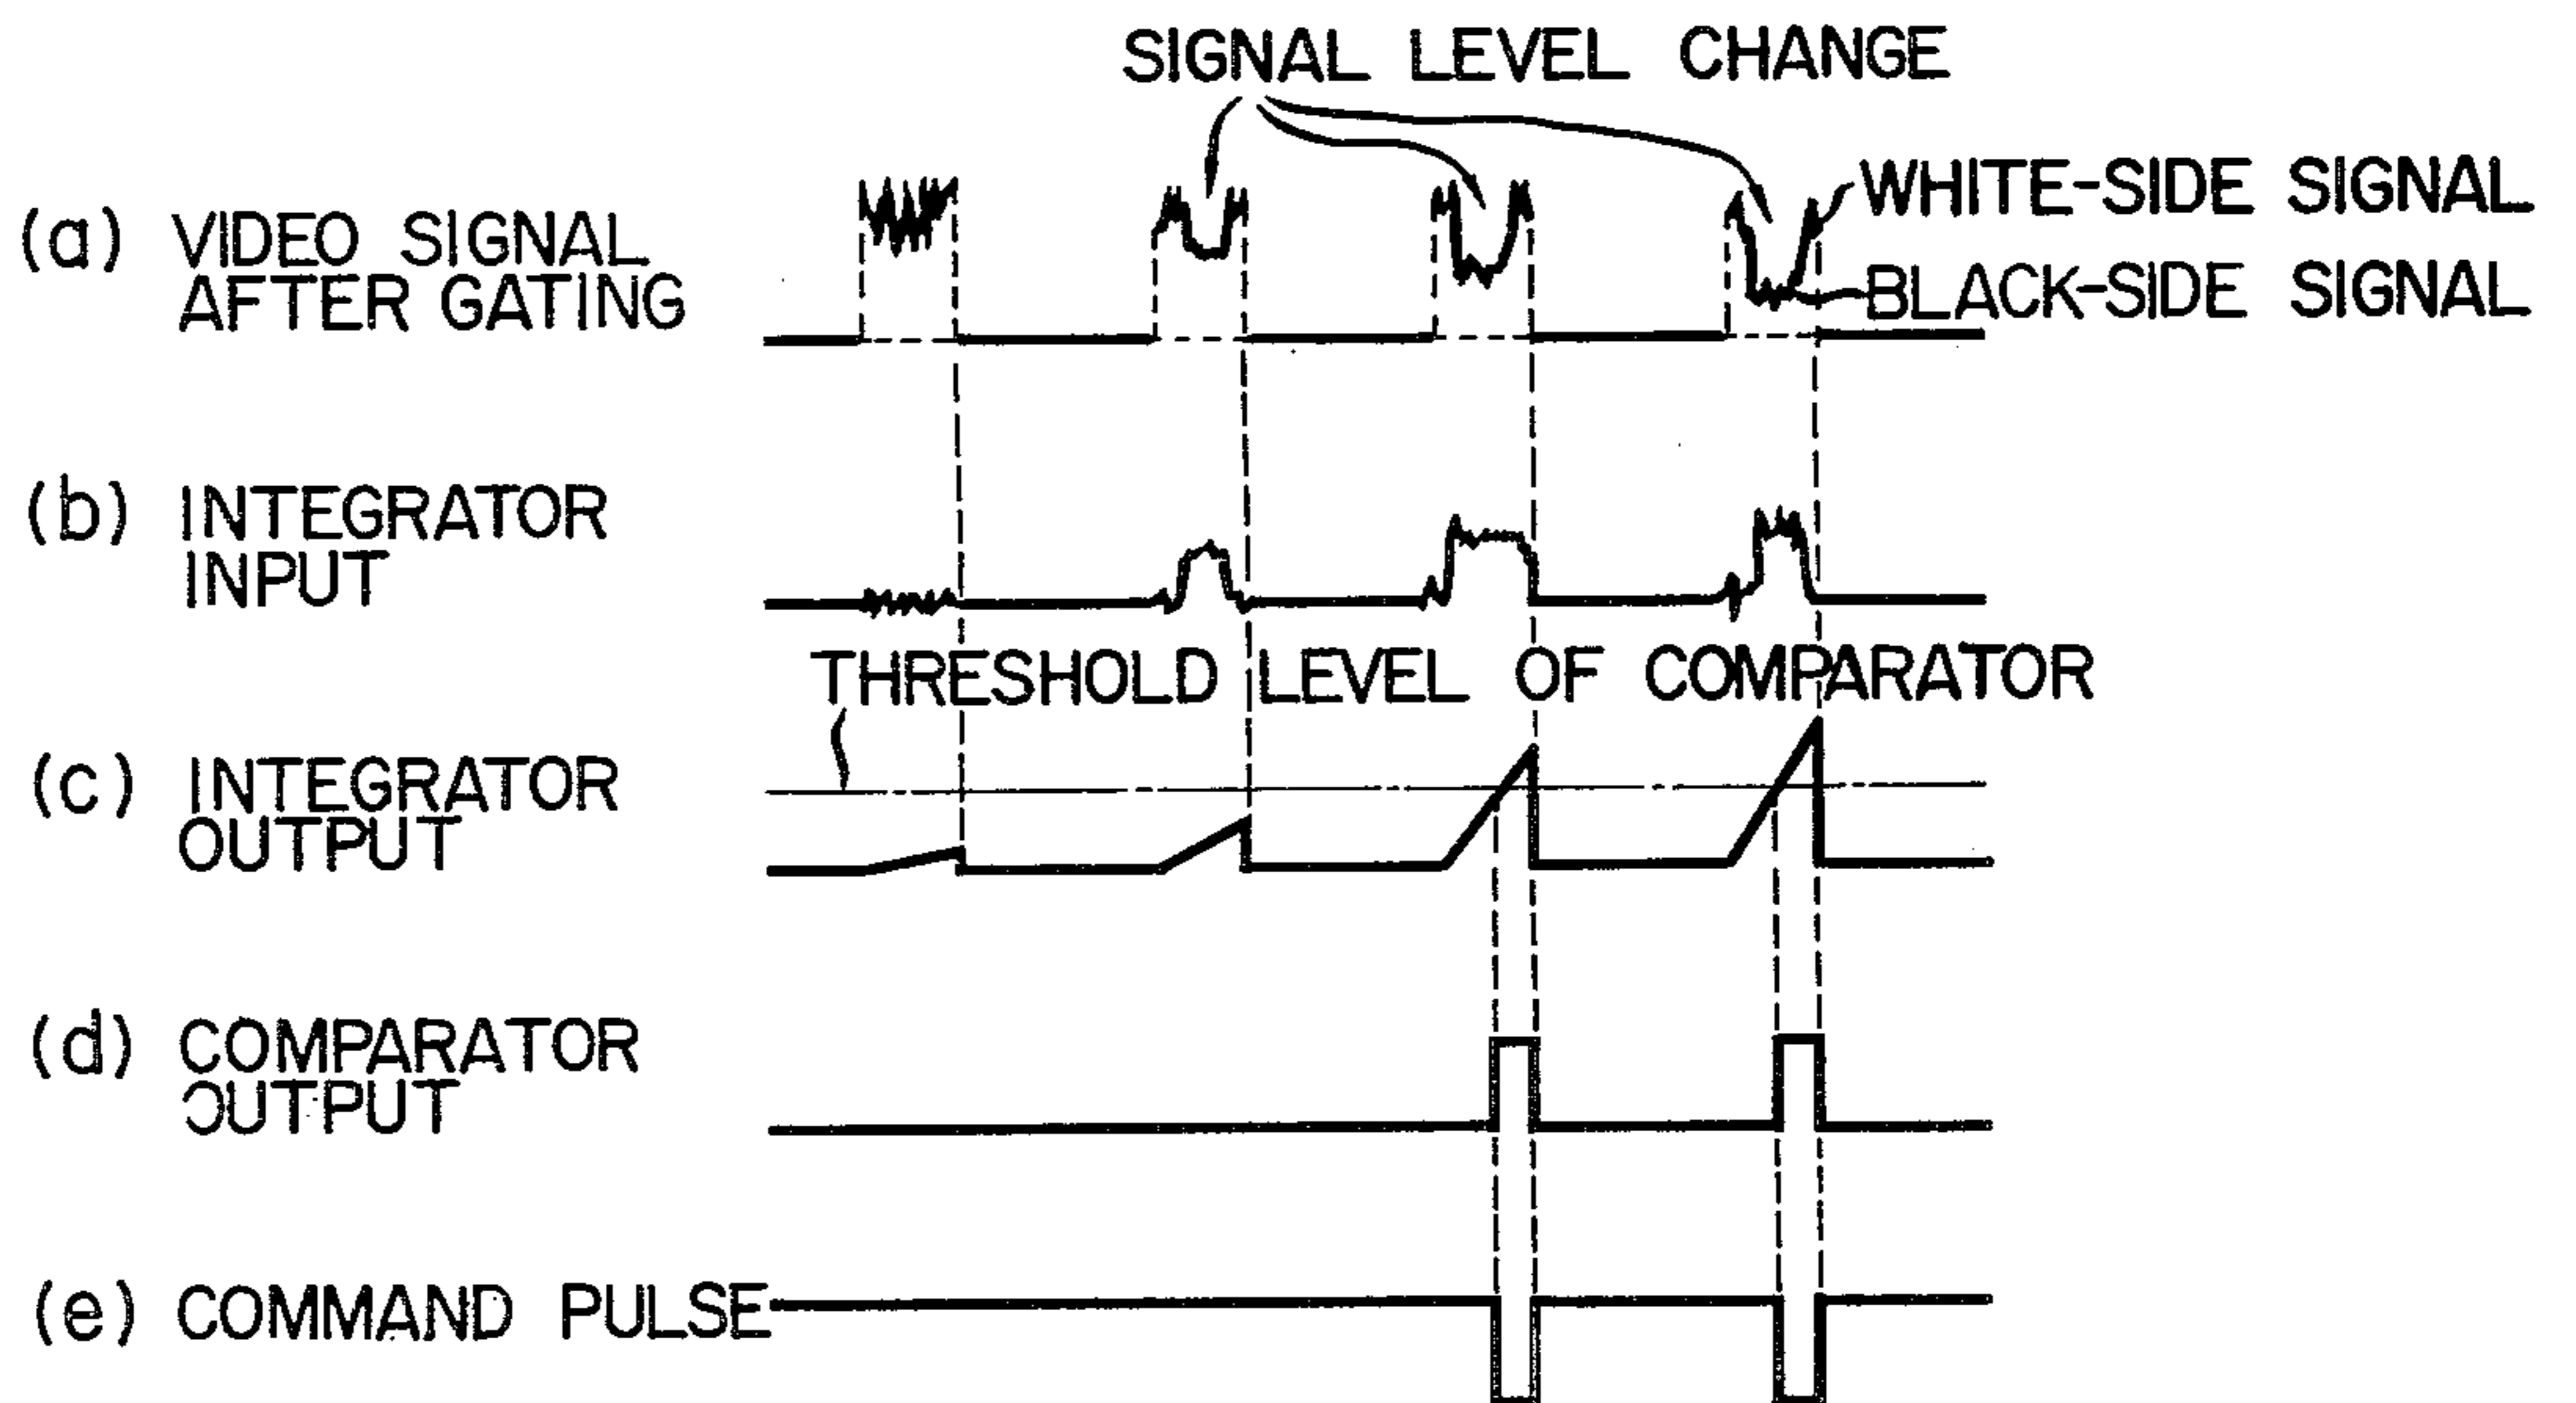 SIGNAL LEVEL CHANGE
(a) VIDEO SIGNAL
AFTER GATING
WHITE-SIDE SIGNAL
BLACK-SIDE SIGNAL
(b) INTEGRATOR
INPUT
THRESHOLD LEVEL OF COMPARATOR
(c) INTEGRATOR
OUTPUT
(d) COMPARATOR
OUTPUT
(e) COMMAND PULSE